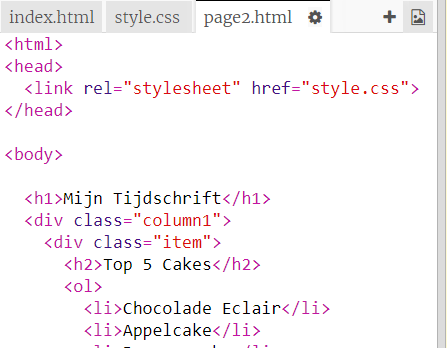 index.html style.css page2.html
<html>
<head>
<link rel="stylesheet" href="style.css">
</head>
<body>
<h1>Mijn Tijdschrift</h1>
<div class="column1">
<div class="item">
<h2>Top 5 Cakes</h2>
<ol>
<li>Chocolade Eclair</li>
<li>Appelcake</li>